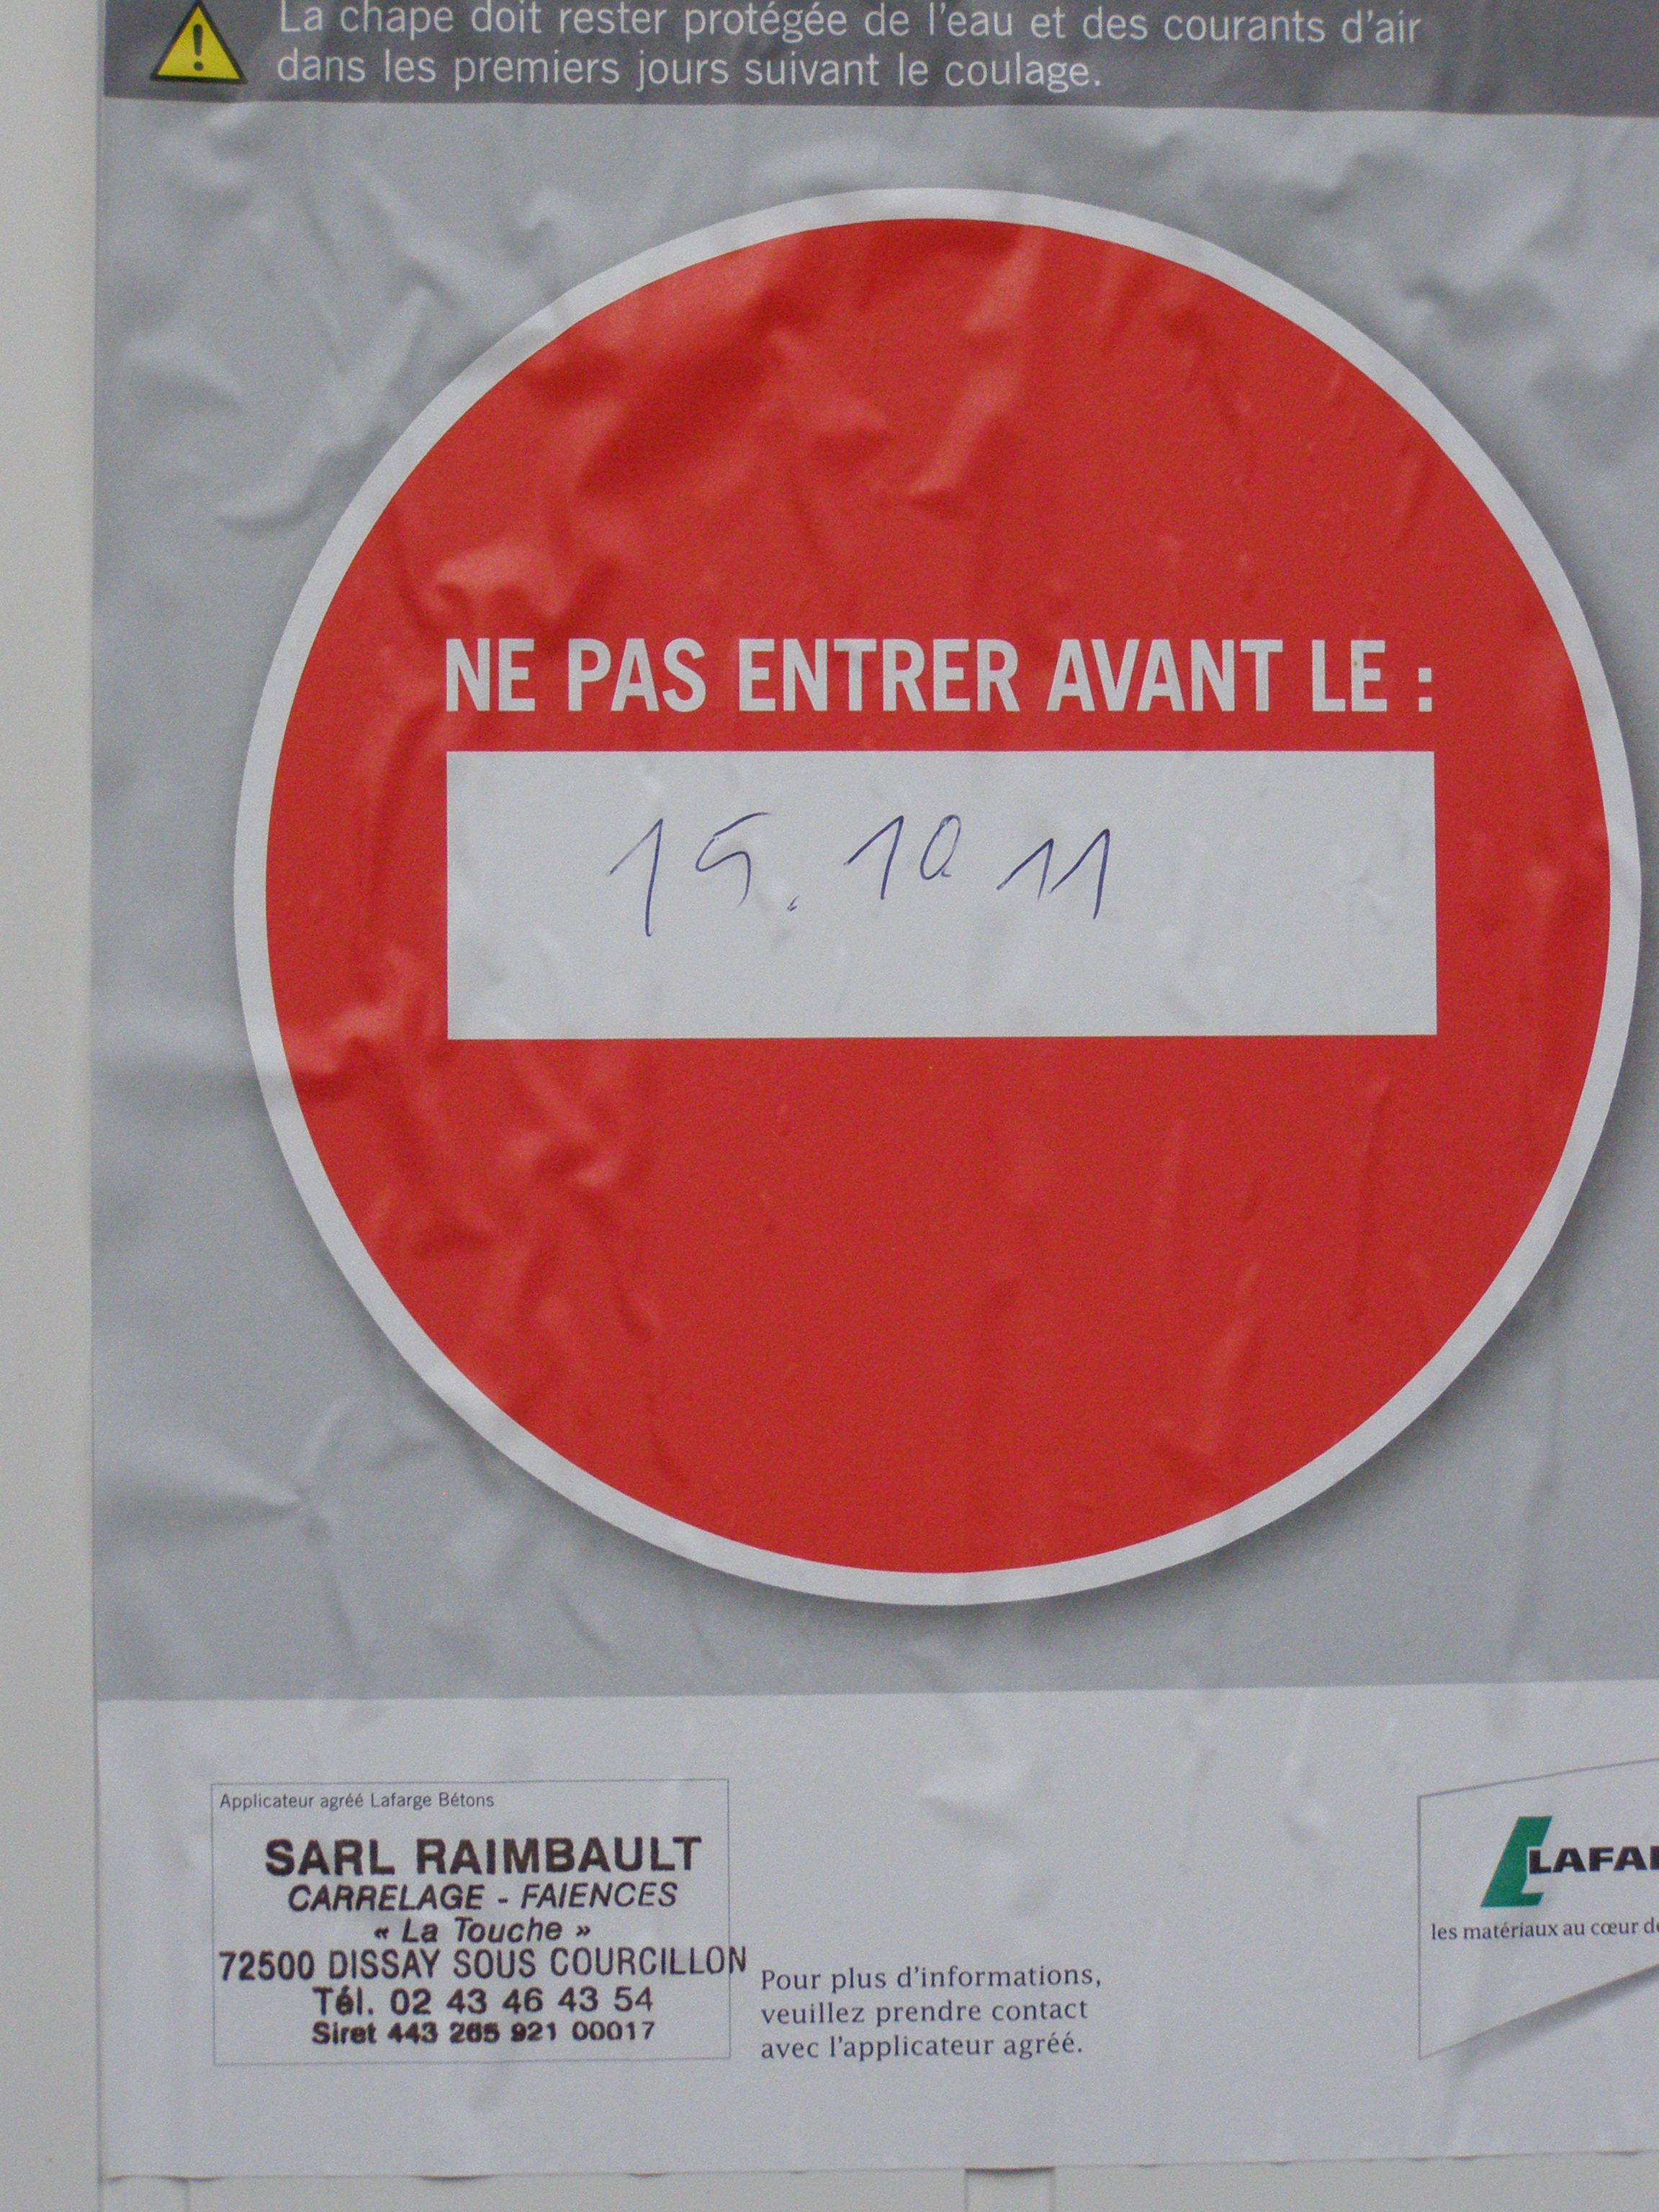 La chape doit rester protégée de l'eau et des courants d'air
dans les premiers jours suivant le coulage.
NE PAS ENTRER AVANT LE :
15. 10 11
Applicateur agréé Lafarge Bétons
SARL RAIMBAULT
CARRELAGE - FAIENCES
« La Touche »
72500 DISSAY SOUS COURCILLON
Tél. 02 43 46 43 54
Siret 443 265 921 00017
Pour plus d'informations,
veuillez prendre contact
avec l'applicateur agréé.
LAFA
les matériaux au cœur de